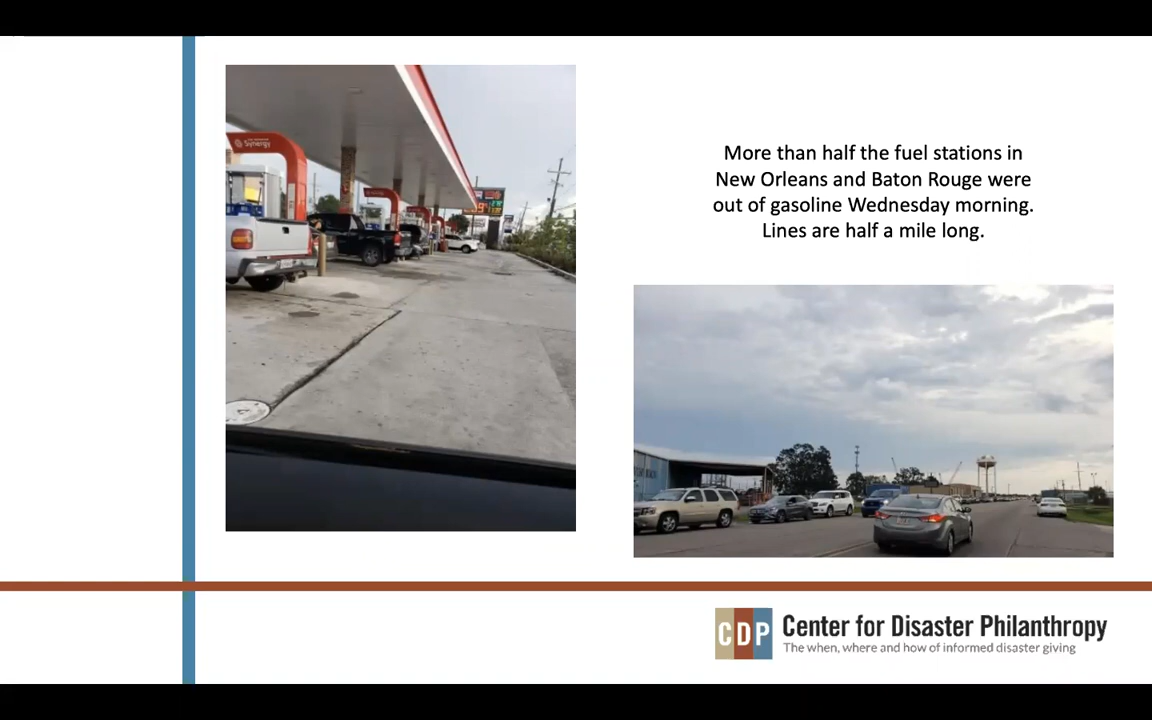 Synergy
More than half the fuel stations in
New Orleans and Baton Rouge were
out of gasoline Wednesday morning.
Lines are half a mile long.
CDP
Center for Disaster Philanthropy
The when, where and how of informed disaster giving